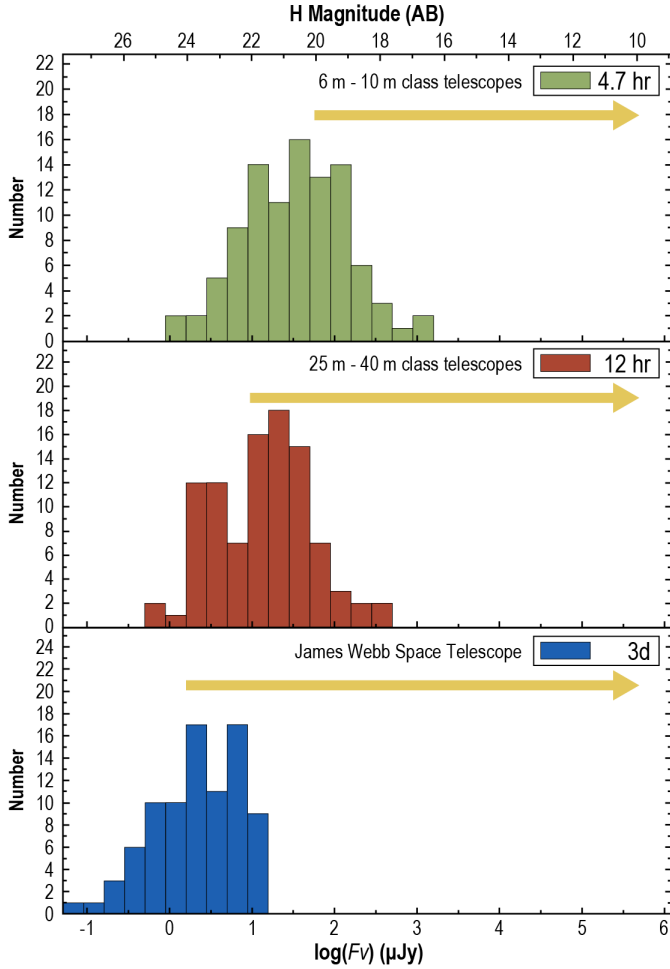 H Magnitude (AB)
26 24 22 20 18 16 14 12 10
22
20
18
16
14
12
10
8
6
4
2
0
Number
6 m - 10 m class telescopes
4.7 hr
22
20
18
16
14
12
10
8
6
4
2
0
Number
25 m - 40 m class telescopes
12 hr
24
22
20
18
16
14
12
10
8
6
4
2
0
Number
James Webb Space Telescope
3d
-1 0 1 2 3 4 5 6
log(Fv) (μJy)